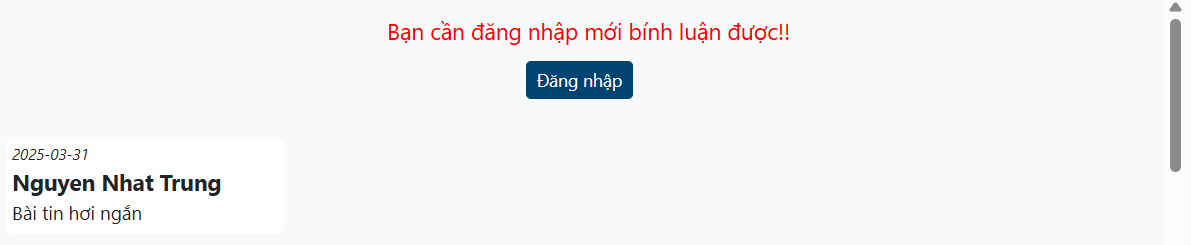 Bạn cần đăng nhập mới bính luận được!!
Đăng nhập
2025-03-31
Nguyen Nhat Trung
Bài tin hơi ngắn